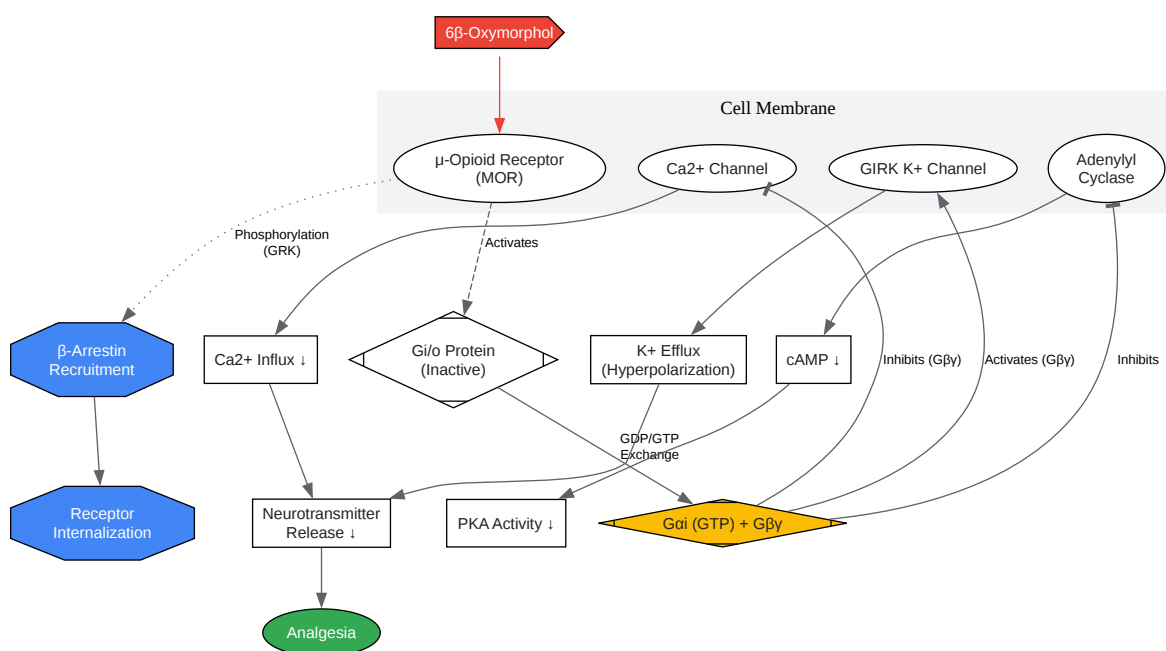 6β-Oxymorphol
Cell Membrane
μ-Opioid Receptor
(MOR)
Ca2+ Channel
GIRK K+ Channel
Adenylyl
Cyclase
Phosphorylation
(GRK)
Activates
β-Arrestin
Recruitment
Ca2+ Influx ↓
Gi/o Protein
(Inactive)
K+ Efflux
(Hyperpolarization)
cAMP ↓
Inhibits (Gβγ)
Activates (Gβγ)
Inhibits
GDP/GTP
Exchange
Receptor
Internalization
Neurotransmitter
Release ↓
PKA Activity ↓
Gαi (GTP) + Gβγ
Analgesia